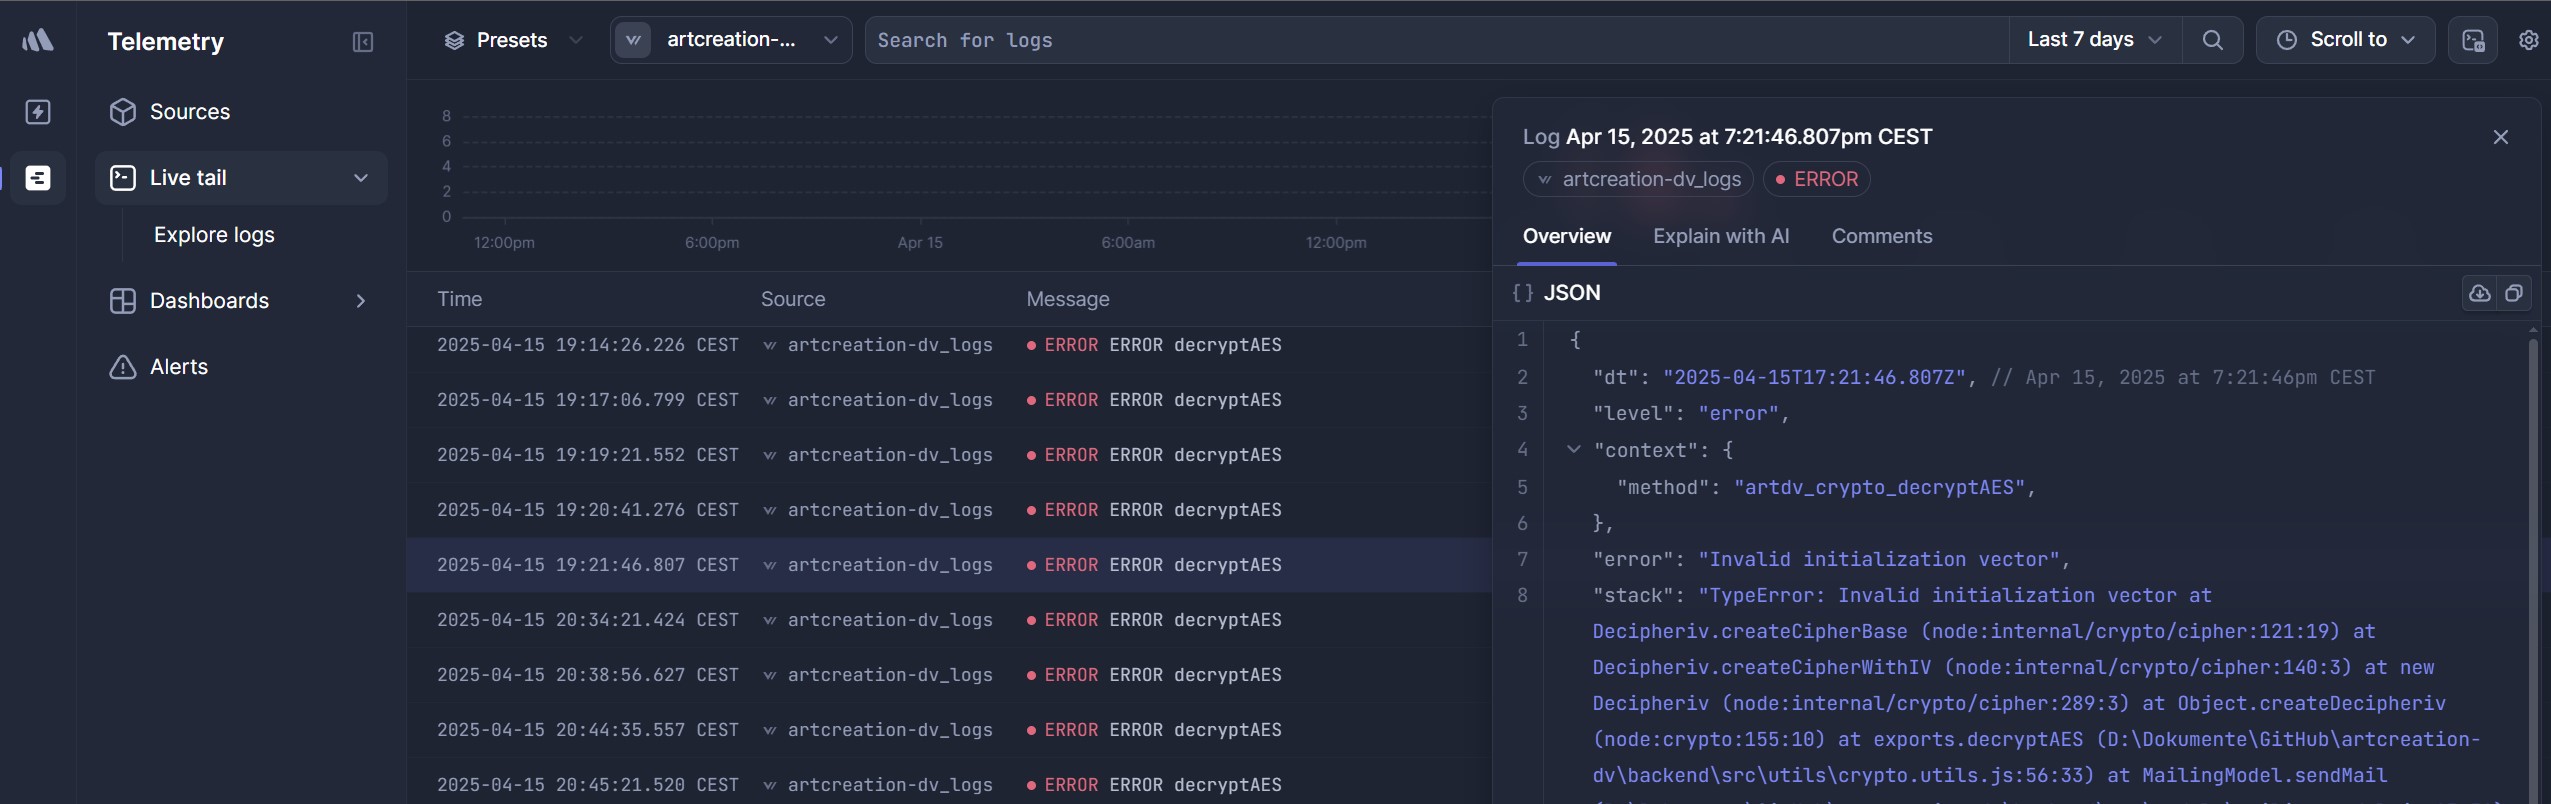 Telemetry
Sources
Live tail
Explore logs
Dashboards
Alerts
Presets
artcreation-...
Search for logs
Last 7 days
Scroll to
8
6
4
2
0
12:00pm
6:00pm
Apr 15
6:00am
12:00pm
Time Source Message
2025-04-15 19:14:26.226 CEST artcreation-dv_logs ERROR ERROR decryptAES
2025-04-15 19:17:06.799 CEST artcreation-dv_logs ERROR ERROR decryptAES
2025-04-15 19:19:21.552 CEST artcreation-dv_logs ERROR ERROR decryptAES
2025-04-15 19:20:41.276 CEST artcreation-dv_logs ERROR ERROR decryptAES
2025-04-15 19:21:46.807 CEST artcreation-dv_logs ERROR ERROR decryptAES
2025-04-15 20:34:21.424 CEST artcreation-dv_logs ERROR ERROR decryptAES
2025-04-15 20:38:56.627 CEST artcreation-dv_logs ERROR ERROR decryptAES
2025-04-15 20:44:35.557 CEST artcreation-dv_logs ERROR ERROR decryptAES
2025-04-15 20:45:21.520 CEST artcreation-dv_logs ERROR ERROR decryptAES
Log Apr 15, 2025 at 7:21:46.807pm CEST
artcreation-dv_logs ERROR
Overview Explain with AI Comments
{} JSON
1 {
2 "dt": "2025-04-15T17:21:46.807Z", // Apr 15, 2025 at 7:21:46pm CEST
3 "level": "error",
4 "context": {
5 "method": "artdv_crypto_decryptAES",
6 },
7 "error": "Invalid initialization vector",
8 "stack": "TypeError: Invalid initialization vector at
Decipheriv.createCipherBase (node:internal/crypto/cipher:121:19) at
Decipheriv.createCipherWithIV (node:internal/crypto/cipher:140:3) at new
Decipheriv (node:internal/crypto/cipher:289:3) at Object.createDecipheriv
(node:crypto:155:10) at exports.decryptAES (D:\Dokumente\GitHub\artcreation-
dv\backend\src\utils\crypto.utils.js:56:33) at MailingModel.sendMail